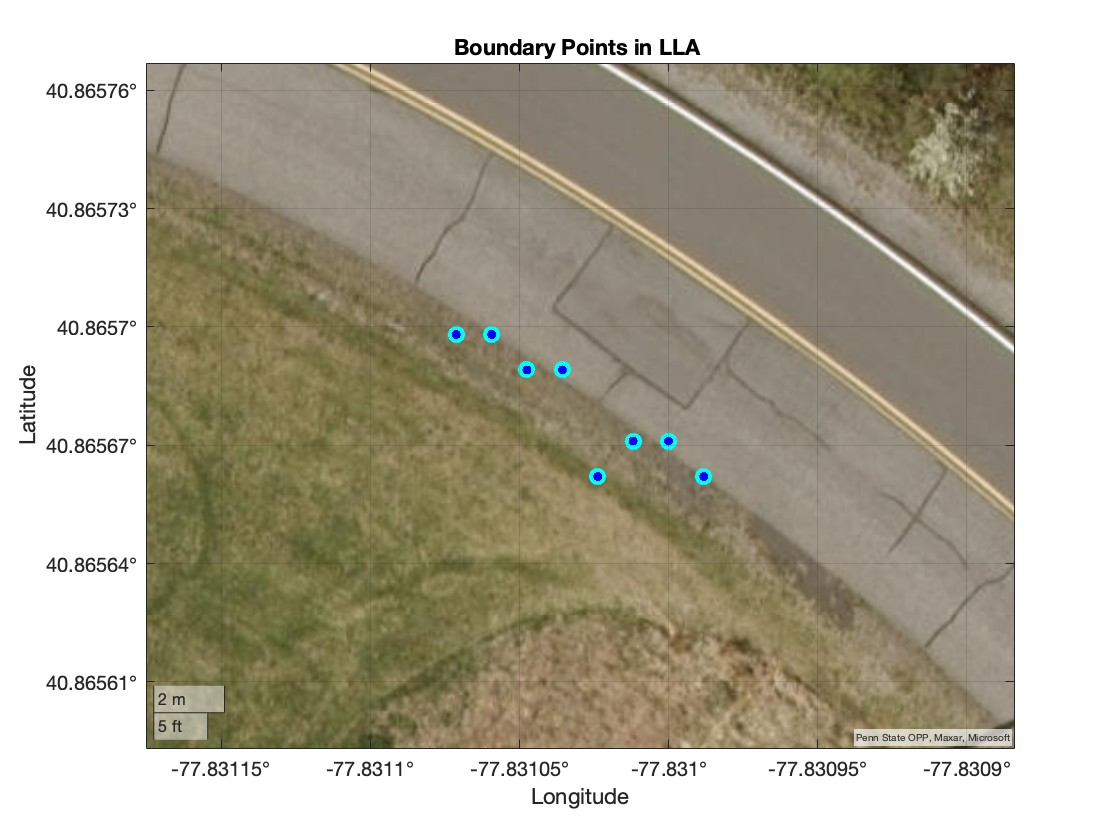 Boundary Points in LLA
40.86576°
40.86573°
40.8657°
40.86567°
40.86564°
40.86561°
Latitude
2 m
5 ft
Penn State OPP, Maxar, Microsoft
-77.83115°
-77.8311°
-77.83105°
-77.831°
-77.83095°
-77.8309°
Longitude